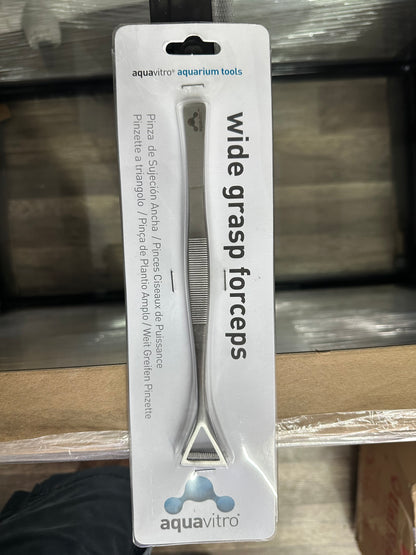 aquavitro® aquarium tools
wide grasp forceps
Pinza de Sujeción Ancha / Pinces Ciseaux de Puissance
Pinzette a triangolo / Pinça de Plantio Amplo / Weit Greifen Pinzette
aquavitro®